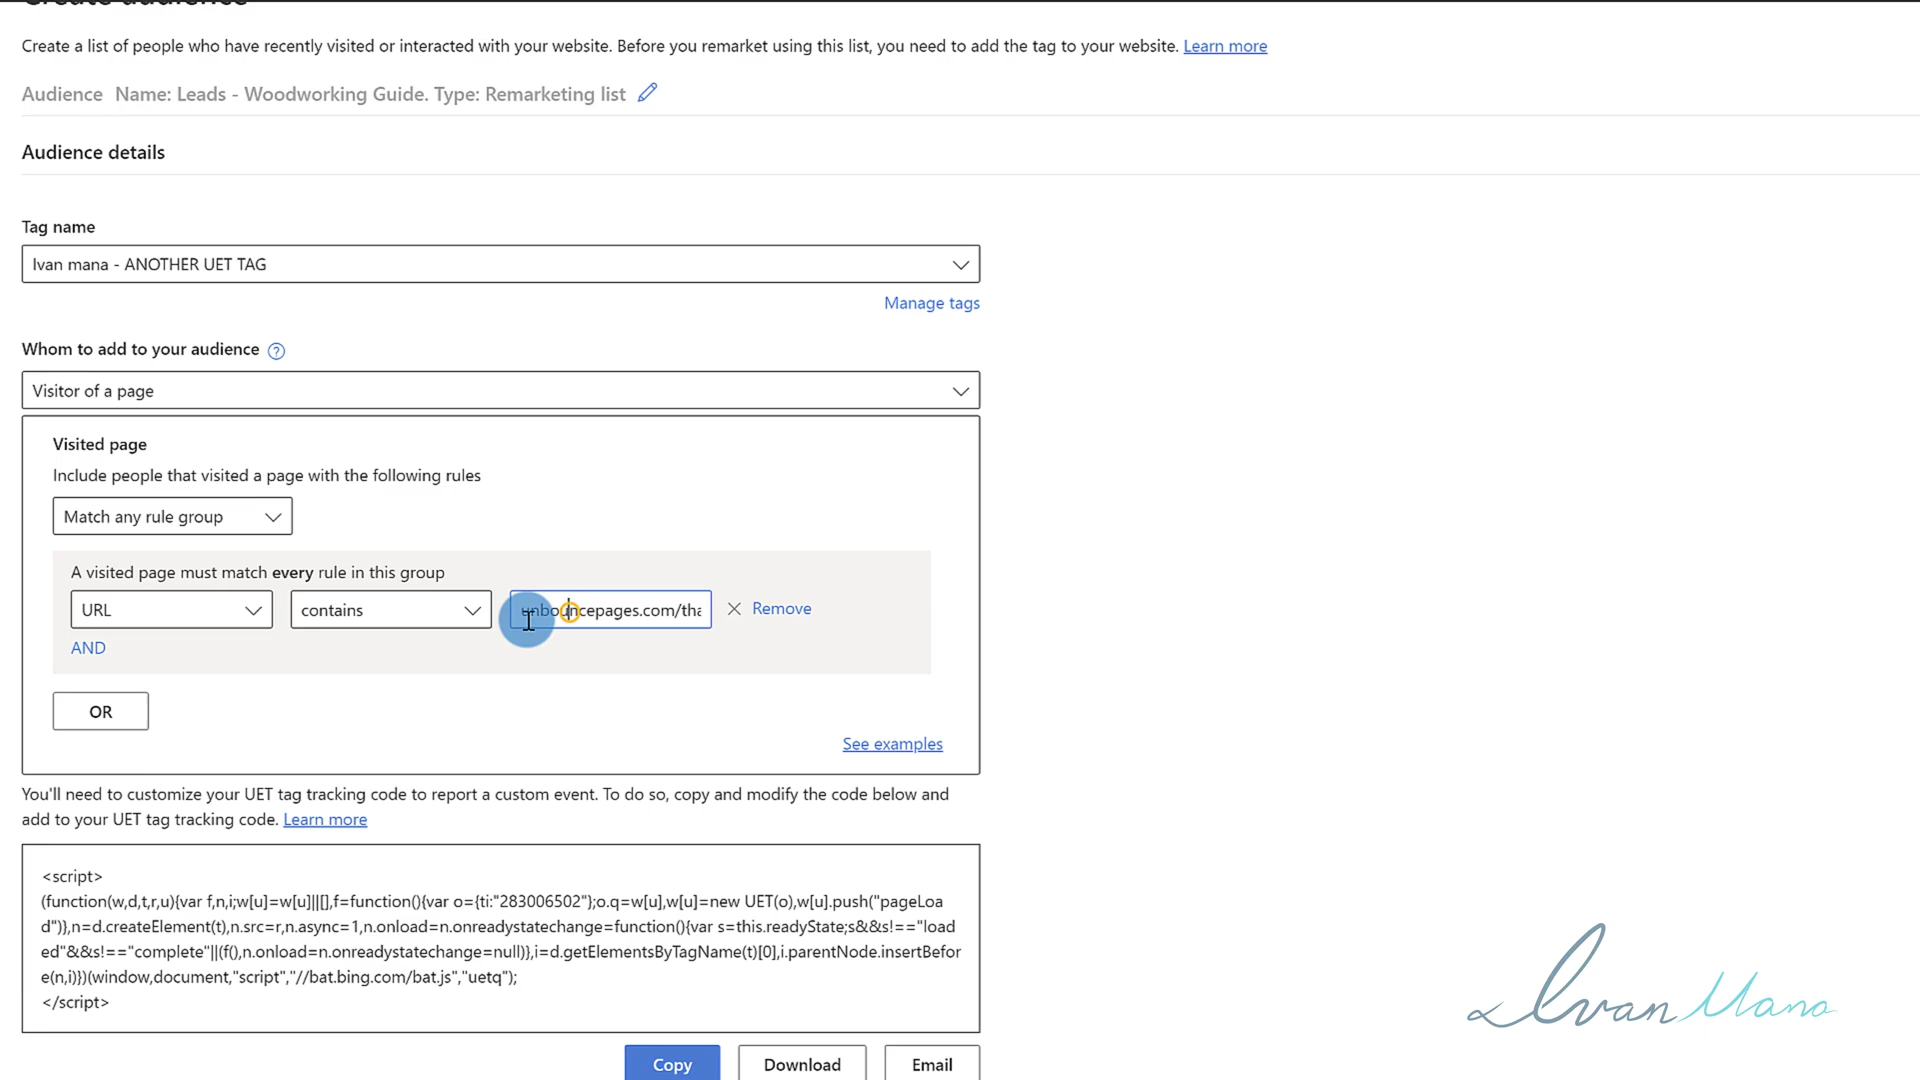 Create audience
Create a list of people who have recently visited or interacted with your website. Before you remarket using this list, you need to add the tag to your website. Learn more
Audience Name: Leads - Woodworking Guide. Type: Remarketing list
Audience details
Tag name
Ivan mana - ANOTHER UET TAG
Manage tags
Whom to add to your audience ?
Visitor of a page
Visited page
Include people that visited a page with the following rules
Match any rule group
A visited page must match every rule in this group
URL contains unbouncepages.com/tha Remove
AND
OR
See examples
You'll need to customize your UET tag tracking code to report a custom event. To do so, copy and modify the code below and
add to your UET tag tracking code. Learn more
<script>
(function(w,d,t,r,u){var f,n,i;w[u]=w[u]||[],f=function(){var o={ti:"283006502"};o.q=w[u],w[u]=new UET(o),w[u].push("pageLoa
d")},n=d.createElement(t),n.src=r,n.async=1,n.onload=n.onreadystatechange=function(){var s=this.readyState;s&&s!=="load
ed"&&s!=="complete"||(f(),n.onload=n.onreadystatechange=null)},i=d.getElementsByTagName(t)[0],i.parentNode.insertBefor
e(n,i)})(window,document,"script","//bat.bing.com/bat.js","uetq");
</script>
Copy Download Email
Ivan Mana